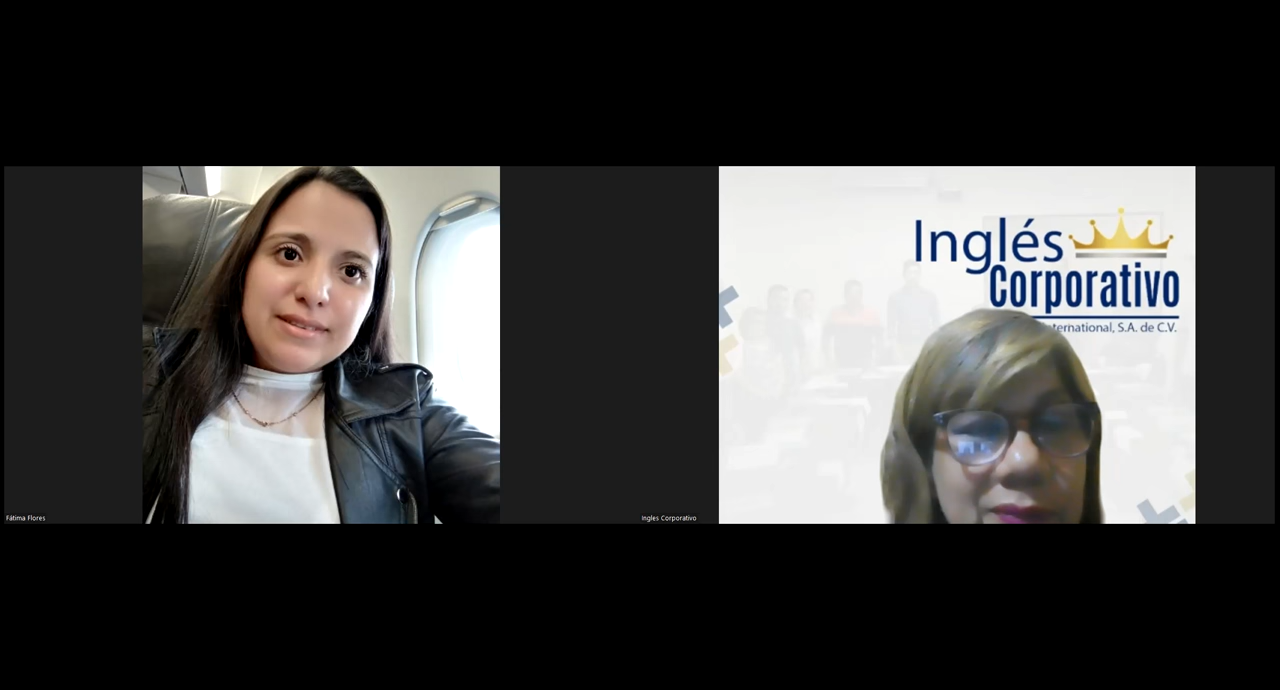 Inglés
Corporativo
International, S.A. de C.V.
Fátima Flores
Ingles Corporativo